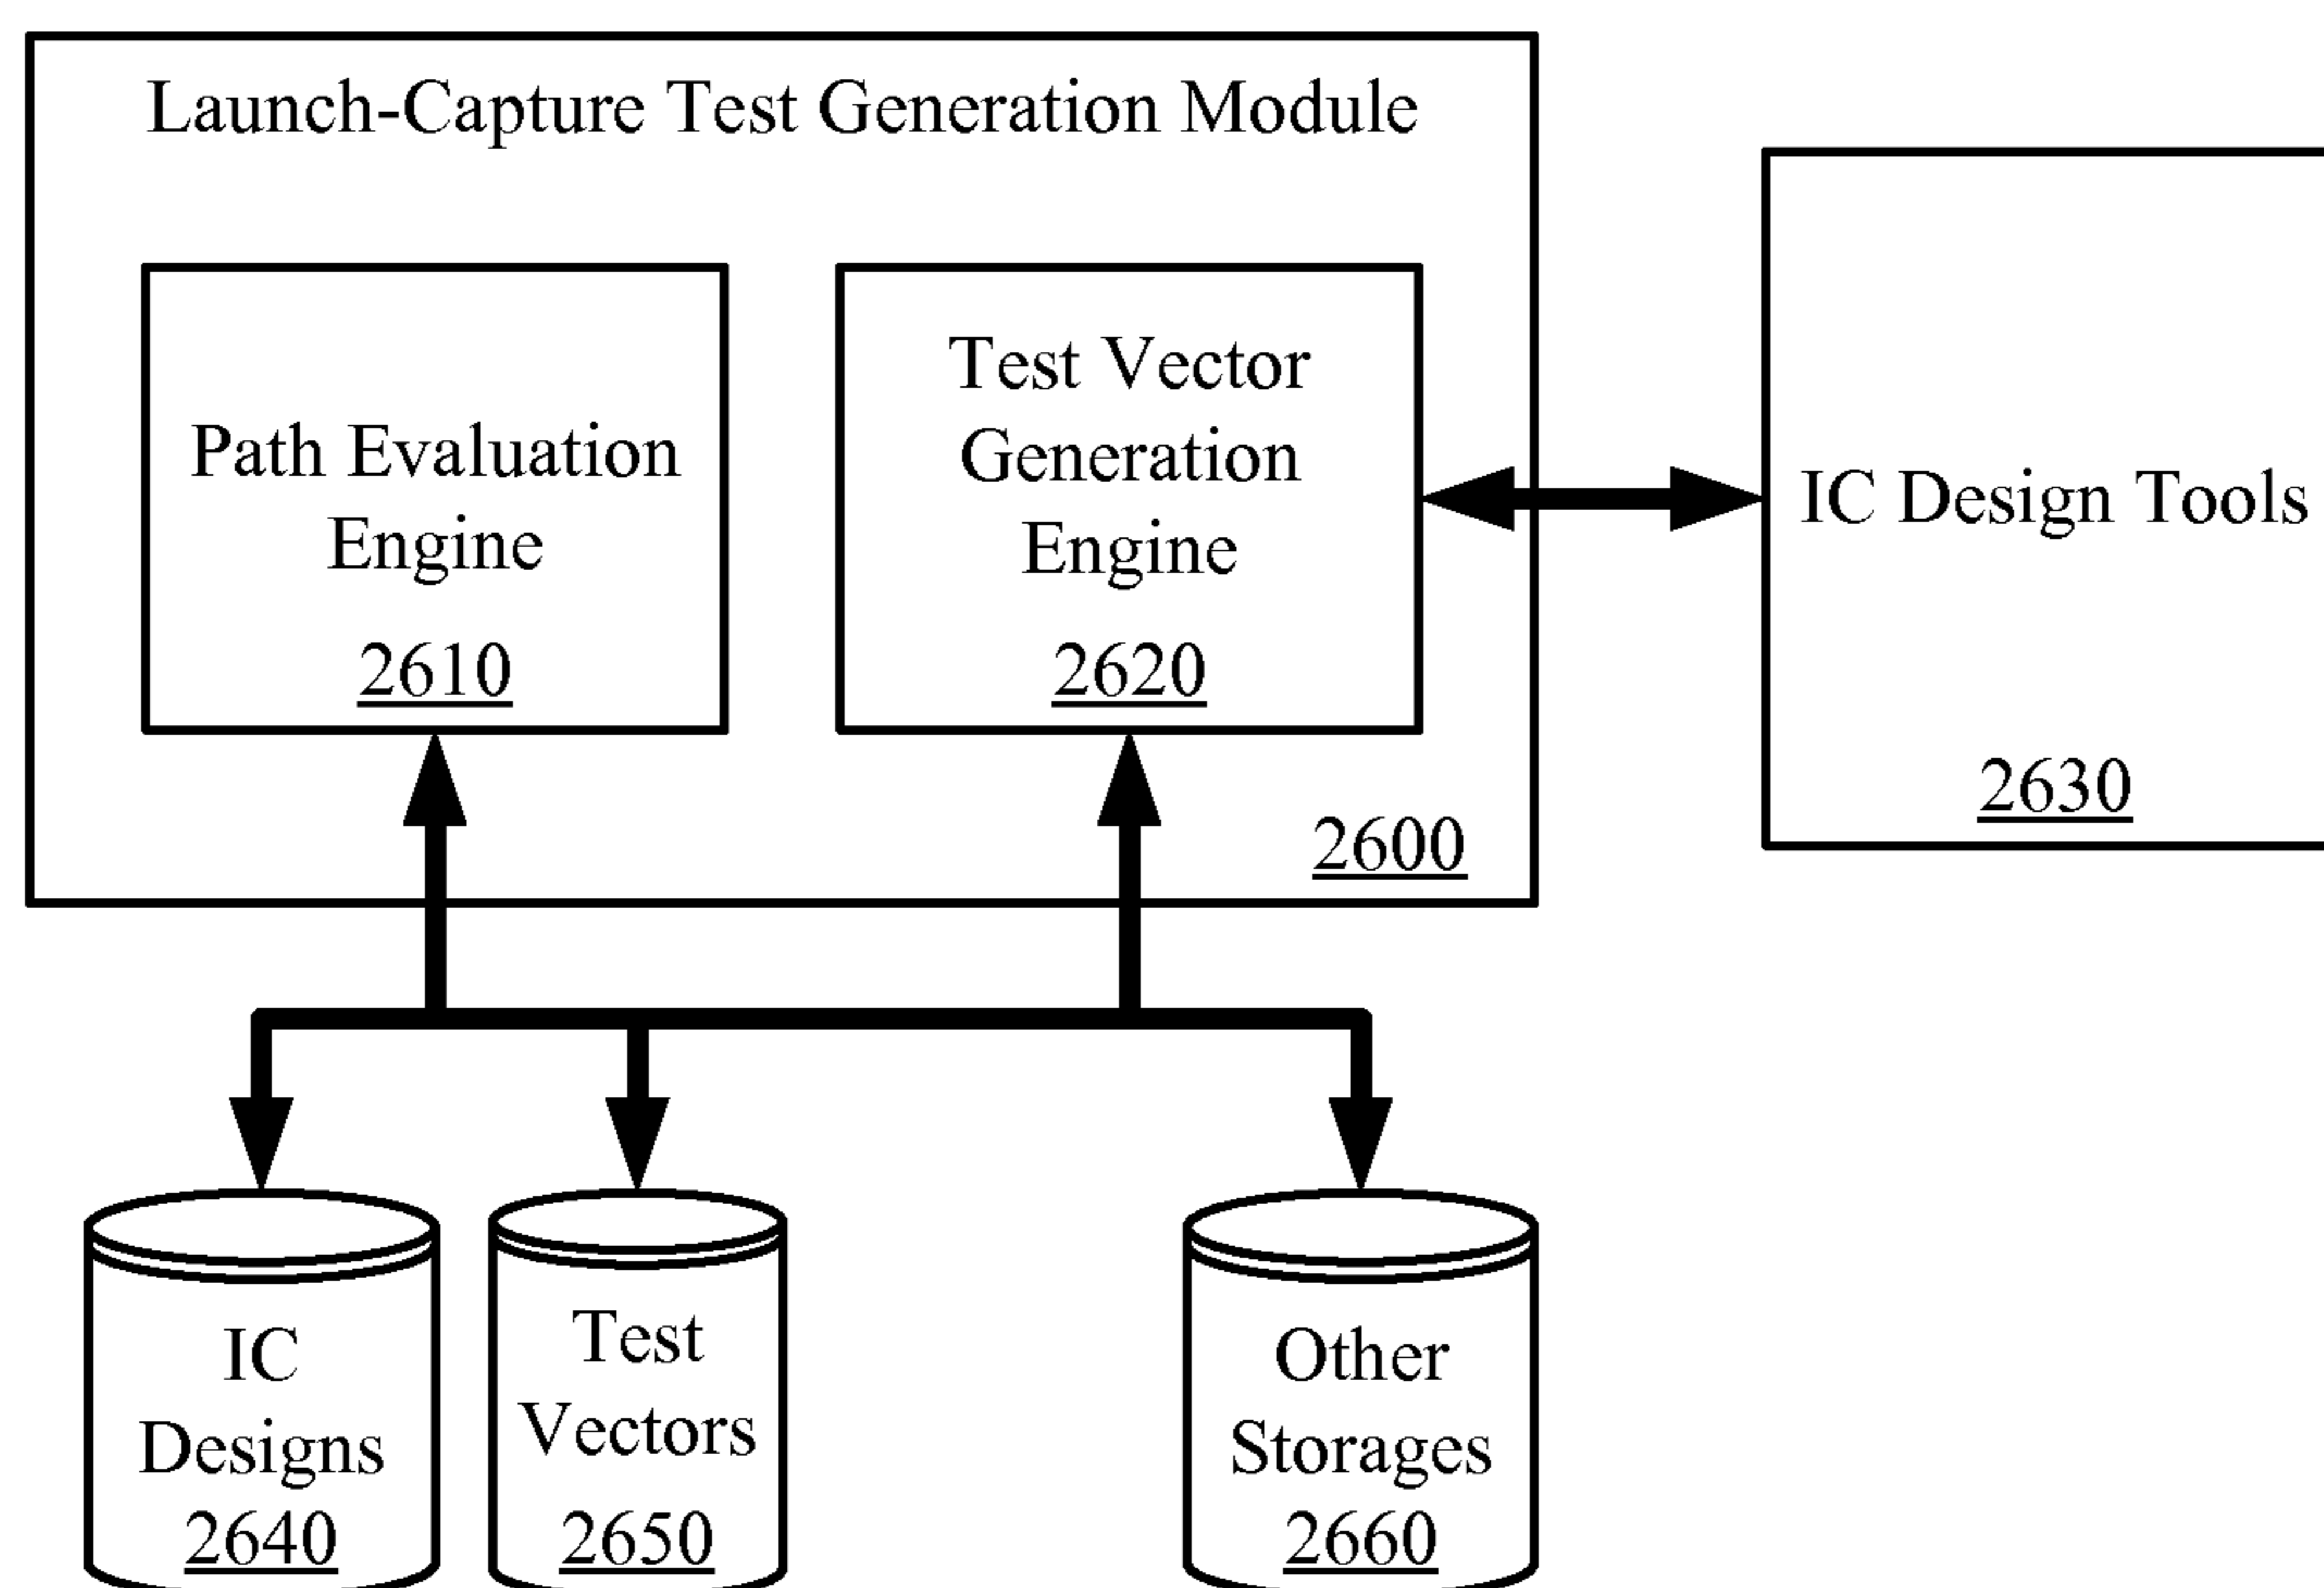 Launch-Capture Test Generation Module
Path Evaluation
Engine
2610
Test Vector
Generation
Engine
2620
2600
IC Design Tools
2630
IC
Designs
2640
Test
Vectors
2650
Other
Storages
2660